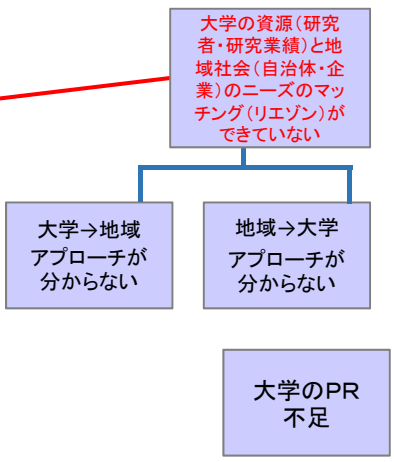 大学の資源(研究
者・研究業績)と地
域社会(自治体・企
業)のニーズのマッ
チング(リエゾン)が
できていない
大学→地域
アプローチが
分からない
地域→大学
アプローチが
分からない
大学のPR
不足